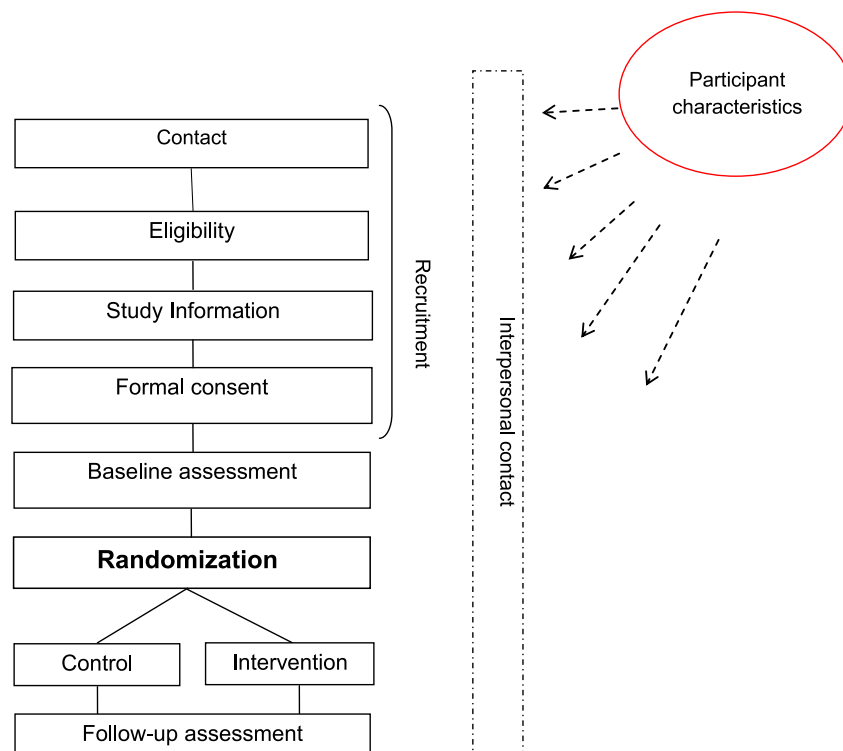 Participant
characteristics
Contact
Eligibility
Study Information
Formal consent
Recruitment
Interpersonal contact
Baseline assessment
Randomization
Control
Intervention
Follow-up assessment